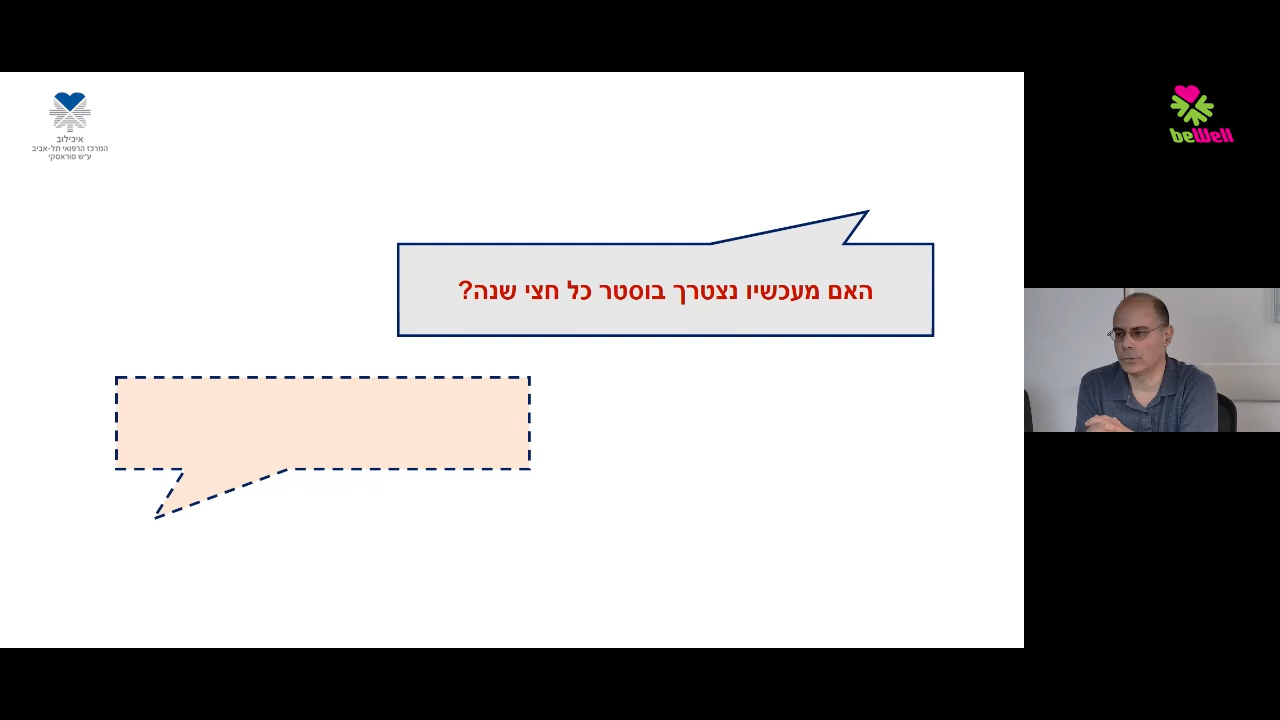 איכילוב
המרכז הרפואי תל-אביב
ע״ש סוראסקי
beWell
האם מעכשיו נצטרך בוסטר כל חצי שנה?